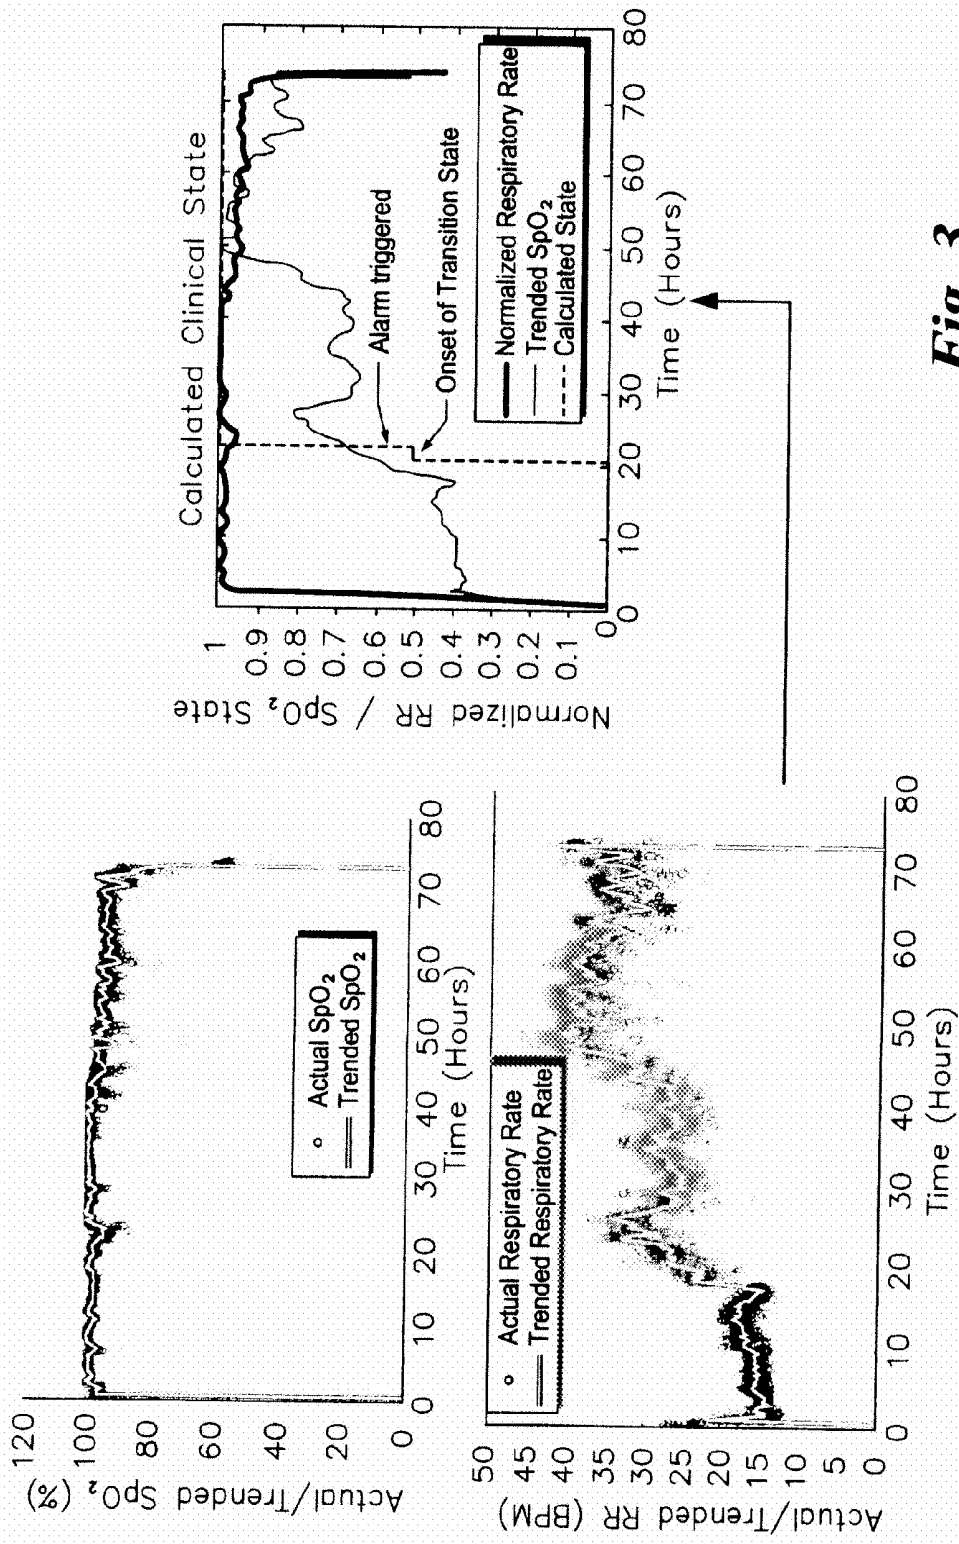 120
100
80
60
40
20
0
Actual/Trended SpO₂ (%)
Actual SpO₂
Trended SpO₂
0 10 20 30 40 50 60 70 80
Time (Hours)
50
45
40
35
30
25
20
15
10
5
0
Actual/Trended RR (BPM)
Actual Respiratory Rate
Trended Respiratory Rate
0 10 20 30 40 50 60 70 80
Time (Hours)
Calculated Clinical State
1
0.9
0.8
0.7
0.6
0.5
0.4
0.3
0.2
0.1
0
Normalized RR / SpO₂ State
Alarm triggered
Onset of Transition State
Normalized Respiratory Rate
Trended SpO₂
Calculated State
0 10 20 30 40 50 60 70 80
Time (Hours)
Fig. 3